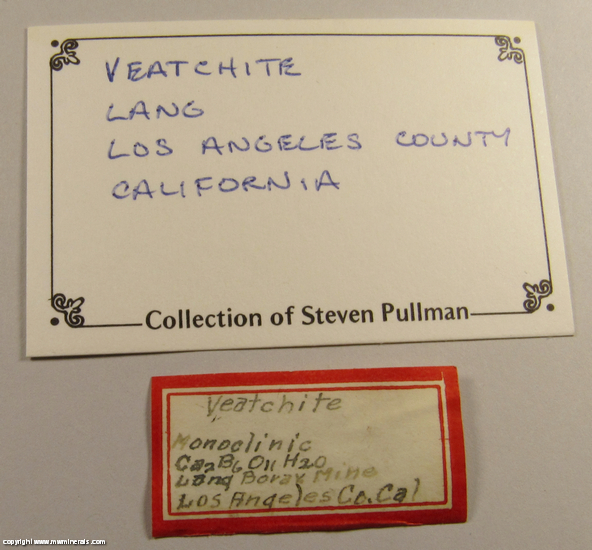 VEATCHITE
LANG
LOS ANGELES COUNTY
CALIFORNIA
Collection of Steven Pullman
Veatchite
Monoclinic
Ca2B6O11H2O
Lang Borax Mine
Los Angeles Co. Cal
copyright www.mwminerals.com